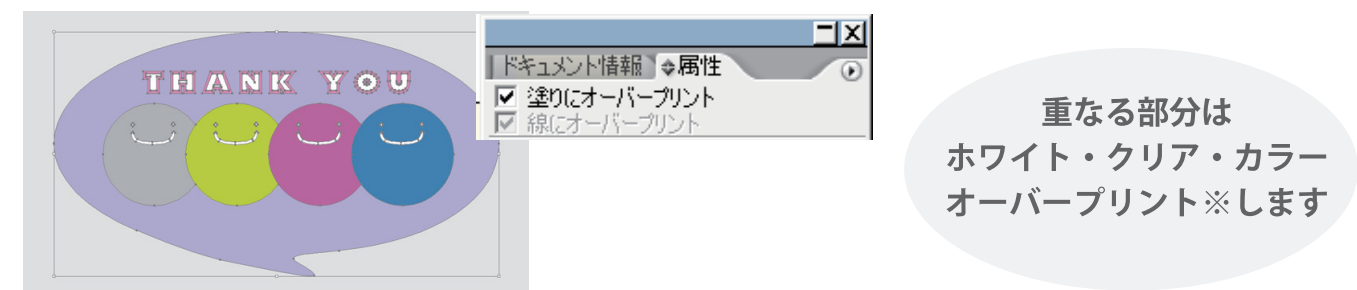 THANK YOU
ドキュメント情報 属性
塗りにオーバープリント
線にオーバープリント
重なる部分は
ホワイト・クリア・カラー
オーバープリント※します